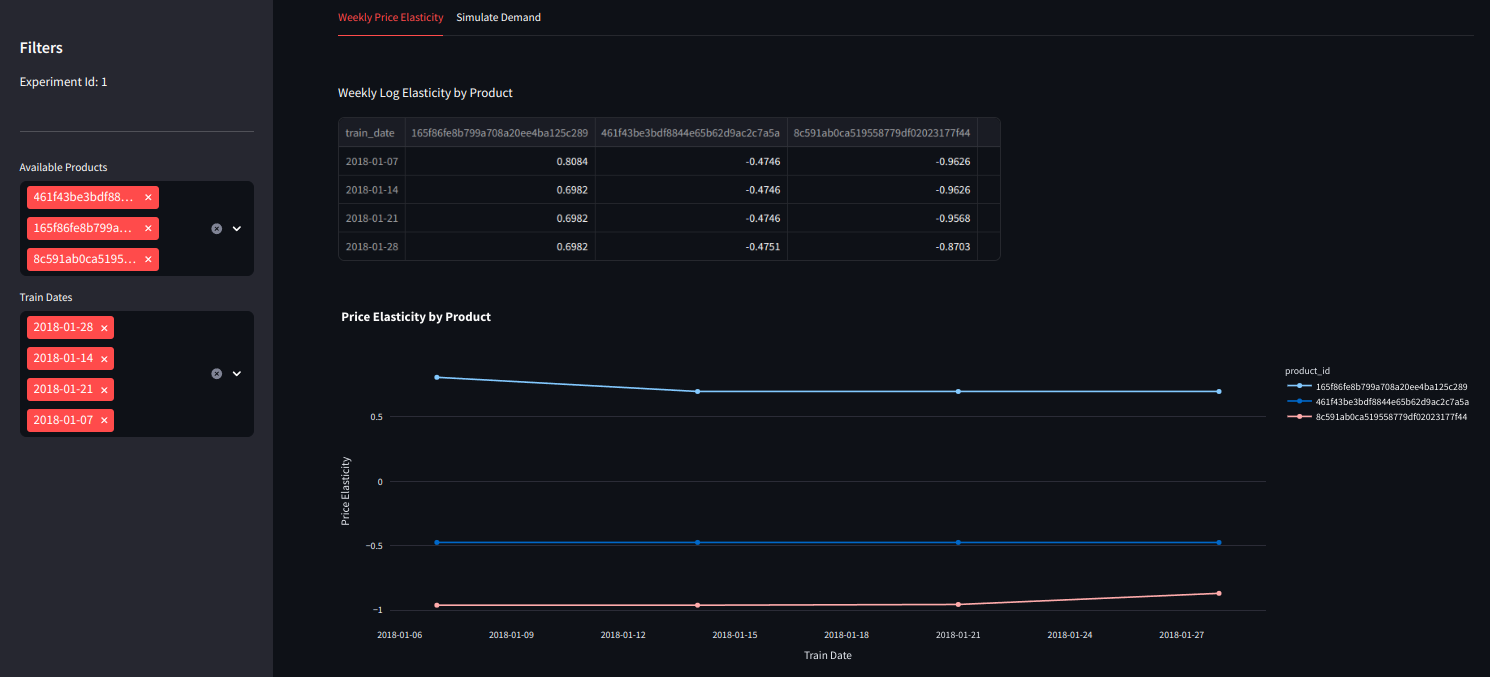 Filters
Experiment Id: 1
Available Products
461f43be3bdf88... ×
165f86fe8b799a... ×
8c591ab0ca5195... ×
Train Dates
2018-01-28 ×
2018-01-14 ×
2018-01-21 ×
2018-01-07 ×
Weekly Price Elasticity Simulate Demand
Weekly Log Elasticity by Product
train_date 165f86fe8b799a708a20ee4ba125c289 461f43be3bdf8844e65b62d9ac2c7a5a 8c591ab0ca519558779df02023177f44
2018-01-07 0.8084 -0.4746 -0.9626
2018-01-14 0.6982 -0.4746 -0.9626
2018-01-21 0.6982 -0.4746 -0.9568
2018-01-28 0.6982 -0.4751 -0.8703
Price Elasticity by Product
product_id
165f86fe8b799a708a20ee4ba125c289
461f43be3bdf8844e65b62d9ac2c7a5a
8c591ab0ca519558779df02023177f44
Price Elasticity
0.5
0
−0.5
−1
2018-01-06 2018-01-09 2018-01-12 2018-01-15 2018-01-18 2018-01-21 2018-01-24 2018-01-27
Train Date